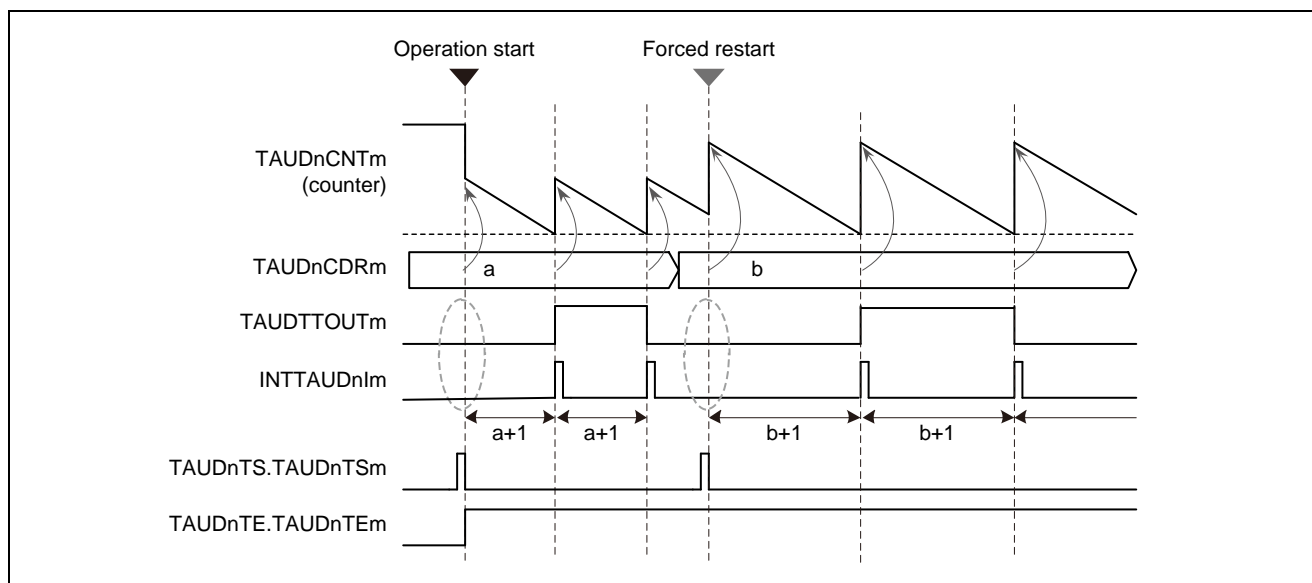 Operation start Forced restart
TAUDnCNTm
(counter)
TAUDnCDRm a b
TAUDTTOUTm
INTTAUDnIm
a+1 a+1 b+1 b+1
TAUDnTS.TAUDnTSm
TAUDnTE.TAUDnTEm